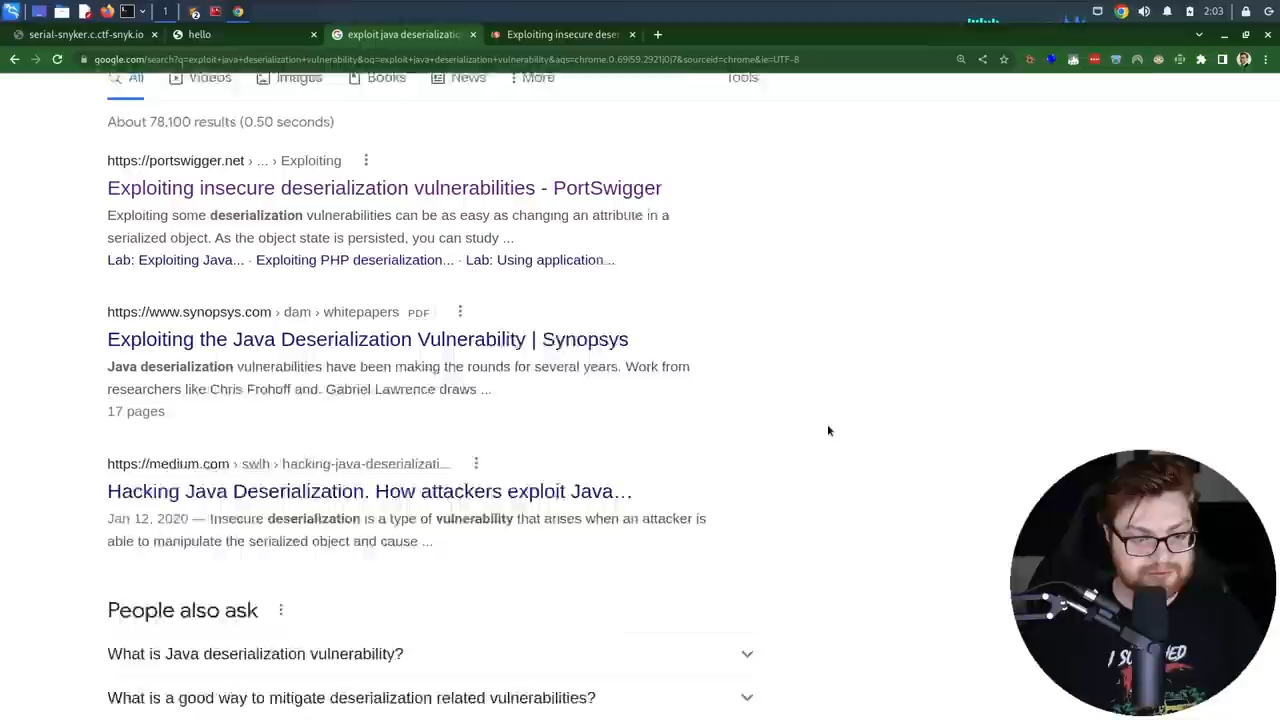 1
2:03
serial-snyker.c.ctf-snyk.io
hello
exploit java deserializatio
Exploiting insecure deser
google.com/search?q=exploit+java+deserialization+vulnerability&oq=exploit+java+deserialization+vulnerability&aqs=chrome.0.69i59.2921j0j7&sourceid=chrome&ie=UTF-8
All
Videos
Images
Books
News
More
Tools
About 78,100 results (0.50 seconds)
https://portswigger.net › ... › Exploiting
Exploiting insecure deserialization vulnerabilities - PortSwigger
Exploiting some deserialization vulnerabilities can be as easy as changing an attribute in a
serialized object. As the object state is persisted, you can study ...
Lab: Exploiting Java... · Exploiting PHP deserialization... · Lab: Using application...
https://www.synopsys.com › dam › whitepapers PDF
Exploiting the Java Deserialization Vulnerability | Synopsys
Java deserialization vulnerabilities have been making the rounds for several years. Work from
researchers like Chris Frohoff and. Gabriel Lawrence draws ...
17 pages
https://medium.com › swlh › hacking-java-deserializati...
Hacking Java Deserialization. How attackers exploit Java…
Jan 12, 2020 — Insecure deserialization is a type of vulnerability that arises when an attacker is
able to manipulate the serialized object and cause ...
People also ask
What is Java deserialization vulnerability?
What is a good way to mitigate deserialization related vulnerabilities?